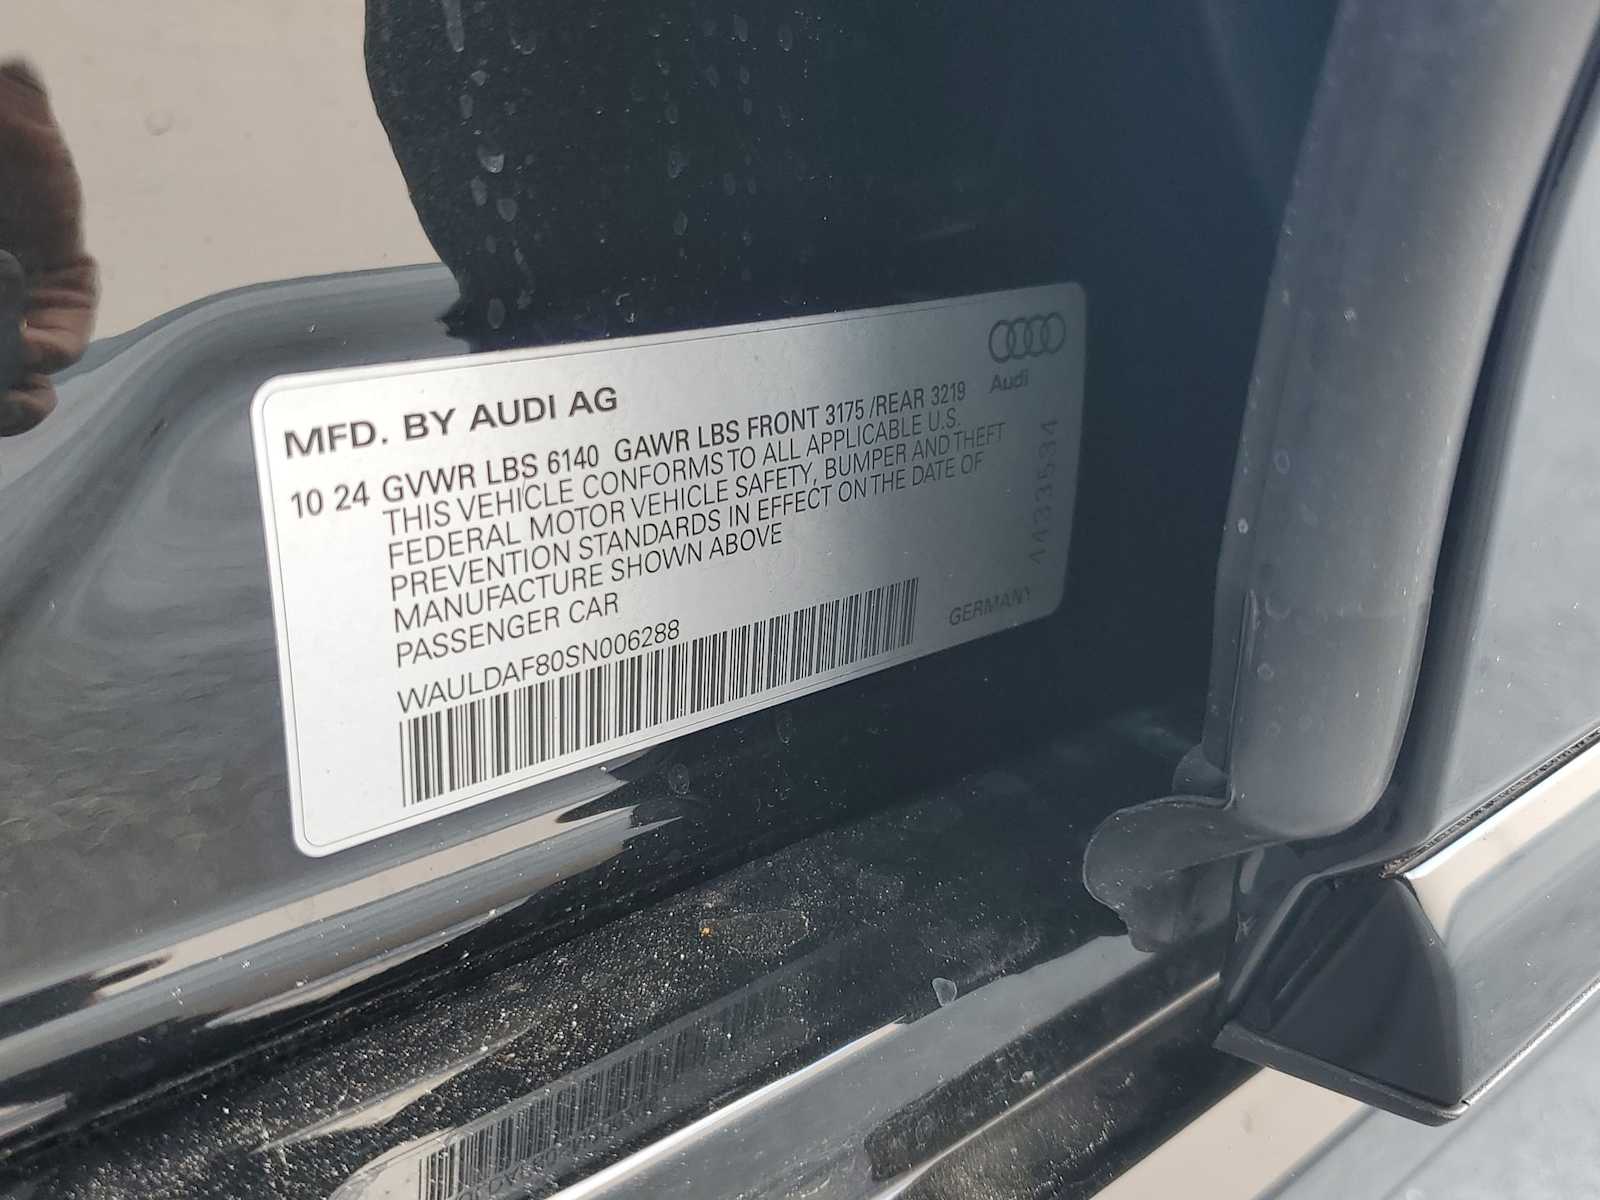 Audi
MFD. BY AUDI AG
10 24 GVWR LBS 6140 GAWR LBS FRONT 3175 /REAR 3219
THIS VEHICLE CONFORMS TO ALL APPLICABLE U.S.
FEDERAL MOTOR VEHICLE SAFETY, BUMPER AND THEFT
PREVENTION STANDARDS IN EFFECT ON THE DATE OF
MANUFACTURE SHOWN ABOVE
PASSENGER CAR
WAULDAF80SN006288
GERMANY
4433534